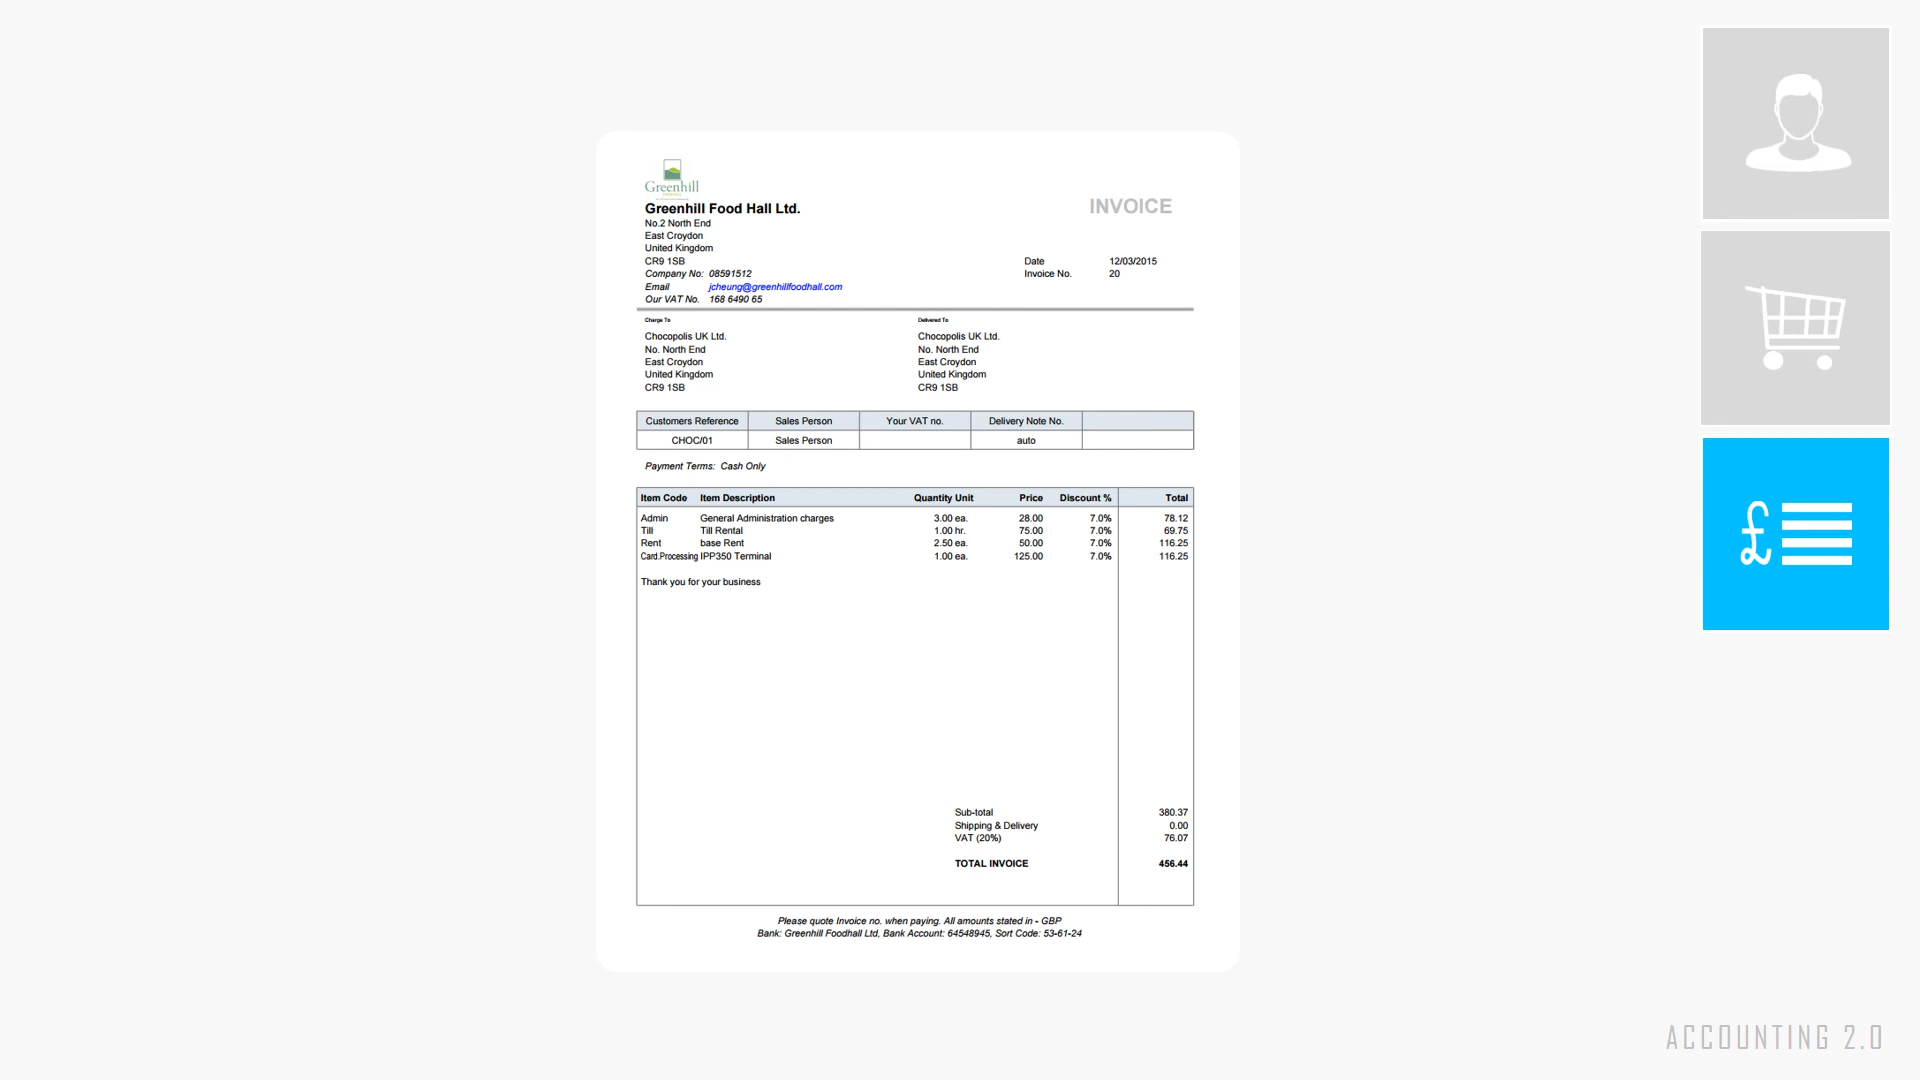 Greenhill
Greenhill Food Hall Ltd.
INVOICE
No.2 North End
East Croydon
United Kingdom
CR9 1SB
Date 12/03/2015
Company No: 08591512
Invoice No. 20
Email jcheung@greenhillfoodhall.com
Our VAT No. 168 6490 65
Charge To Delivered To
Chocopolis UK Ltd. Chocopolis UK Ltd.
No. North End No. North End
East Croydon East Croydon
United Kingdom United Kingdom
CR9 1SB CR9 1SB
Customers Reference Sales Person Your VAT no. Delivery Note No.
CHOC/01 Sales Person auto
Payment Terms: Cash Only
Item Code Item Description Quantity Unit Price Discount % Total
Admin General Administration charges 3.00 ea. 28.00 7.0% 78.12
Till Till Rental 1.00 hr. 75.00 7.0% 69.75
Rent base Rent 2.50 ea. 50.00 7.0% 116.25
Card.Processing IPP350 Terminal 1.00 ea. 125.00 7.0% 116.25
Thank you for your business
Sub-total 380.37
Shipping & Delivery 0.00
VAT (20%) 76.07
TOTAL INVOICE 456.44
Please quote Invoice no. when paying. All amounts stated in - GBP
Bank: Greenhill Foodhall Ltd, Bank Account: 64548945, Sort Code: 53-61-24
£
ACCOUNTING 2.0